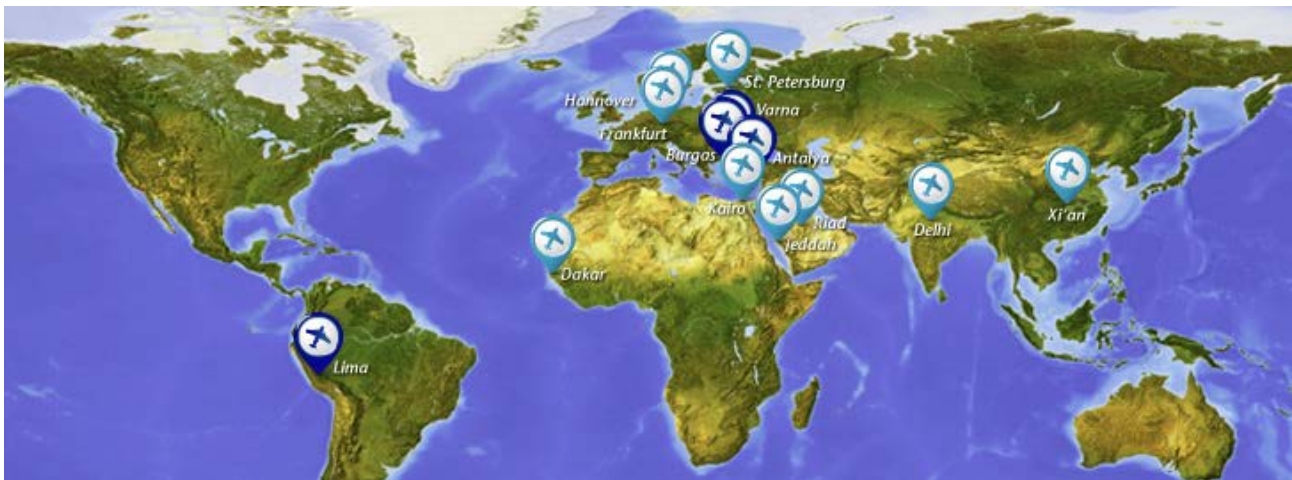 St. Petersburg
Hannover
Varna
Frankfurt
Burgas
Antalya
Kairo
Riad
Jeddah
Delhi
Xi'an
Dakar
Lima